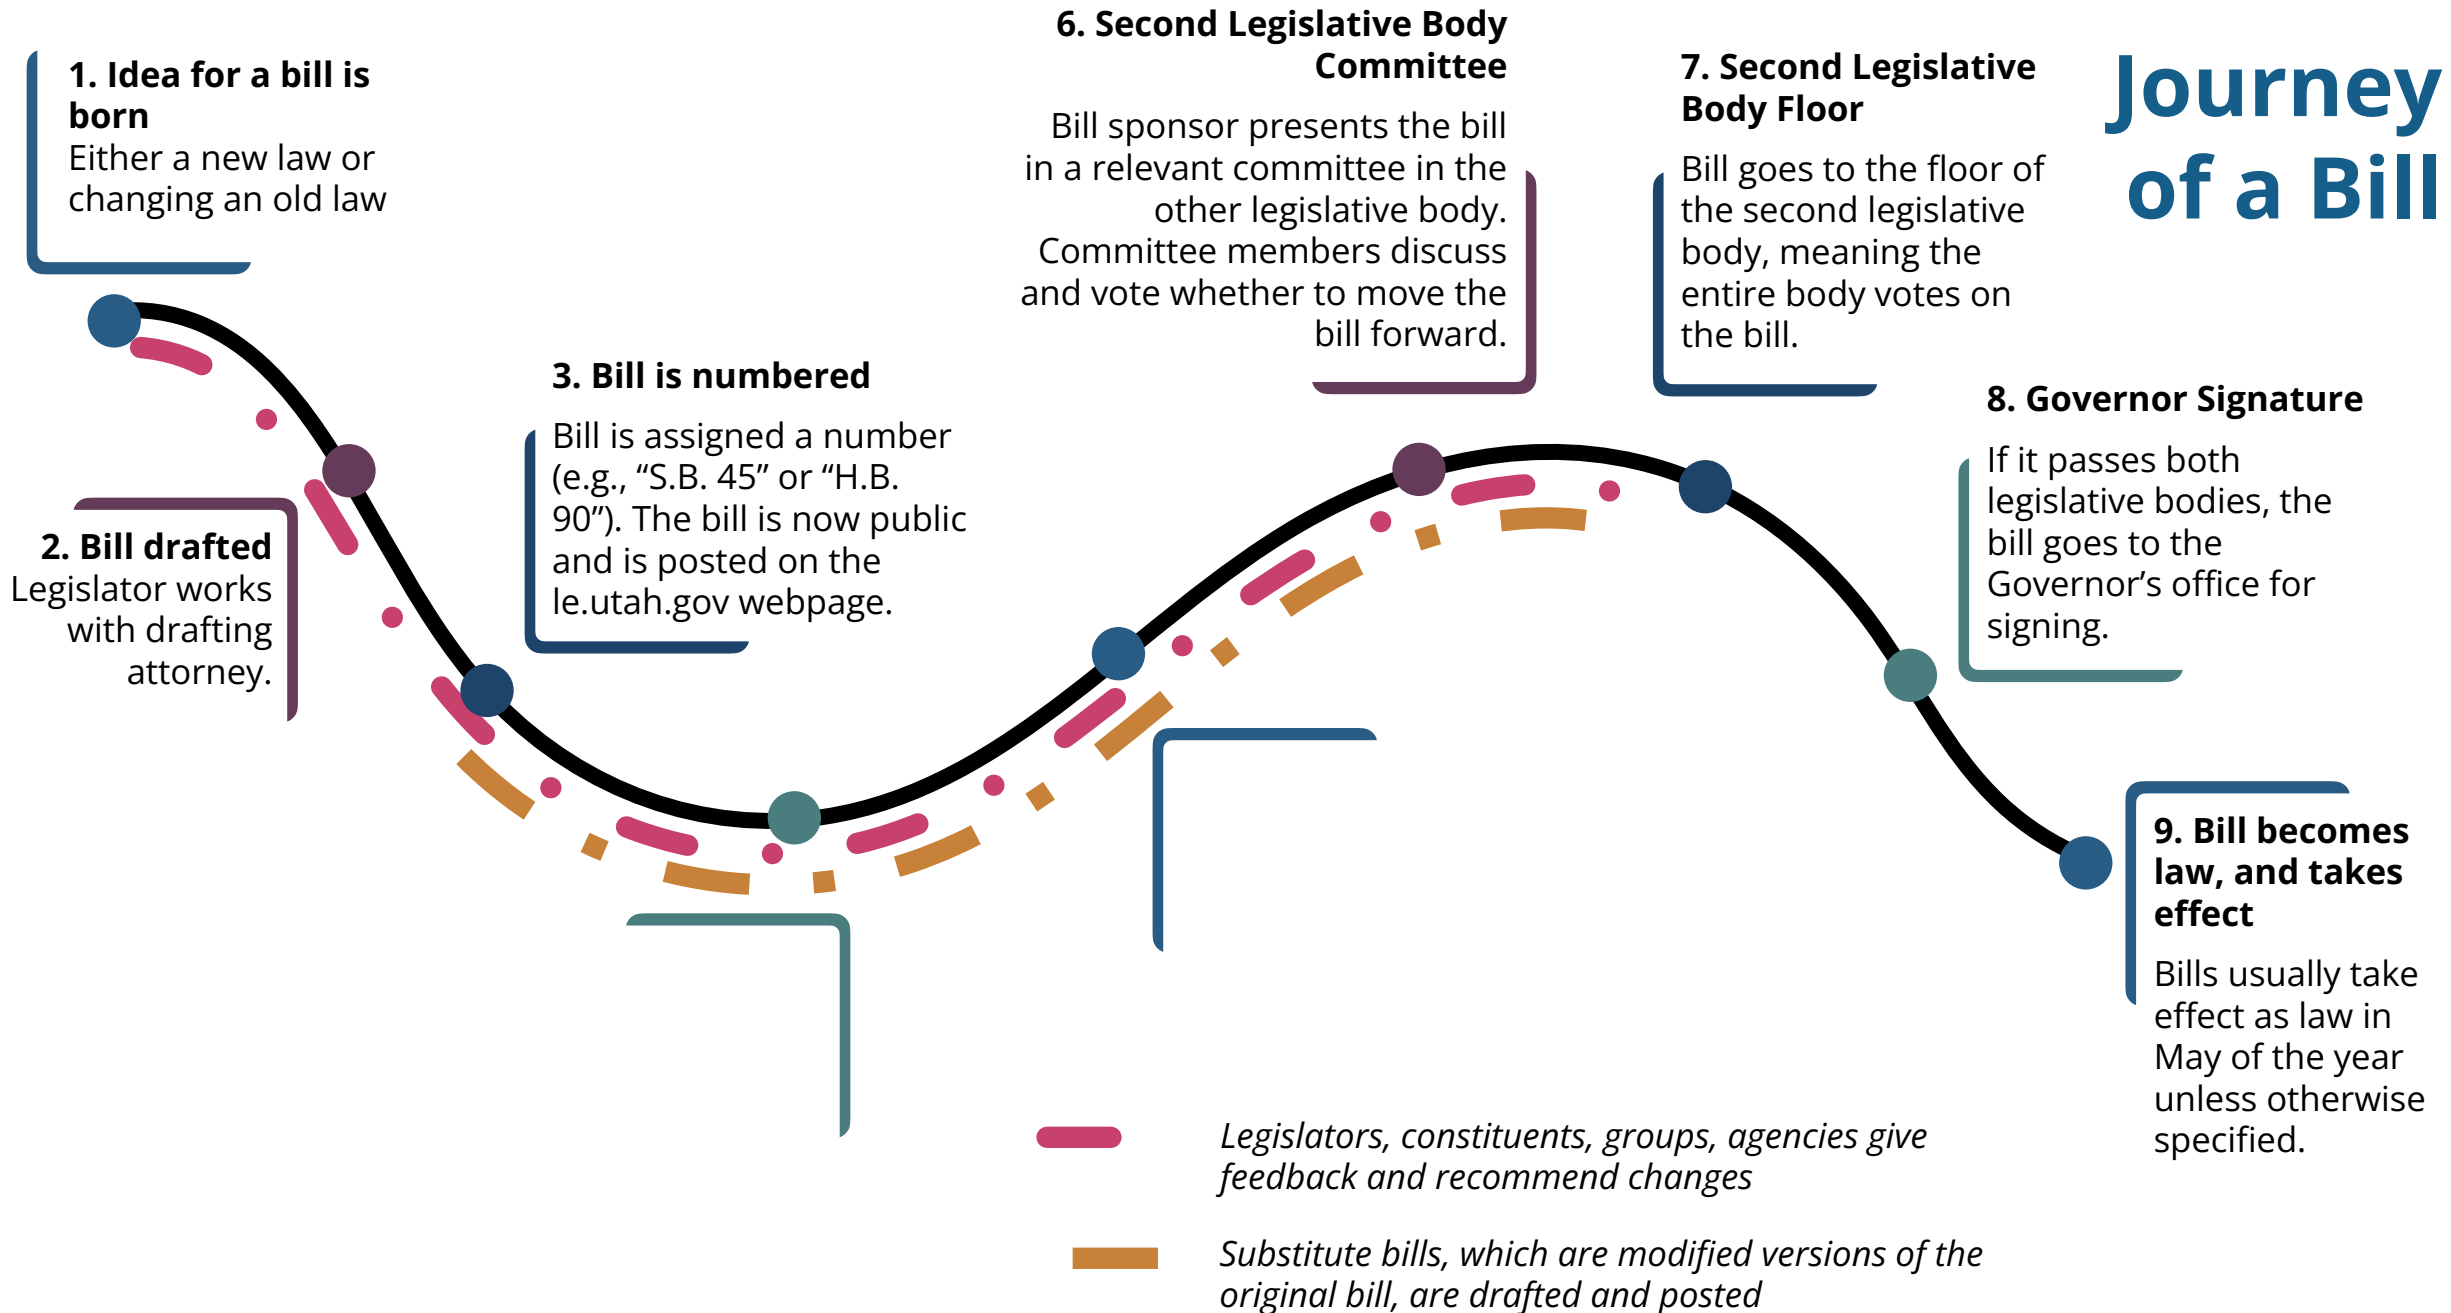 Journey
of a Bill
1. Idea for a bill is
born
Either a new law or
changing an old law
2. Bill drafted
Legislator works
with drafting
attorney.
3. Bill is numbered
Bill is assigned a number
(e.g., “S.B. 45” or “H.B.
90”). The bill is now public
and is posted on the
le.utah.gov webpage.
6. Second Legislative Body
Committee
Bill sponsor presents the bill
in a relevant committee in the
other legislative body.
Committee members discuss
and vote whether to move the
bill forward.
7. Second Legislative
Body Floor
Bill goes to the floor of
the second legislative
body, meaning the
entire body votes on
the bill.
8. Governor Signature
If it passes both
legislative bodies, the
bill goes to the
Governor’s office for
signing.
9. Bill becomes
law, and takes
effect
Bills usually take
effect as law in
May of the year
unless otherwise
specified.
Legislators, constituents, groups, agencies give
feedback and recommend changes
Substitute bills, which are modified versions of the
original bill, are drafted and posted